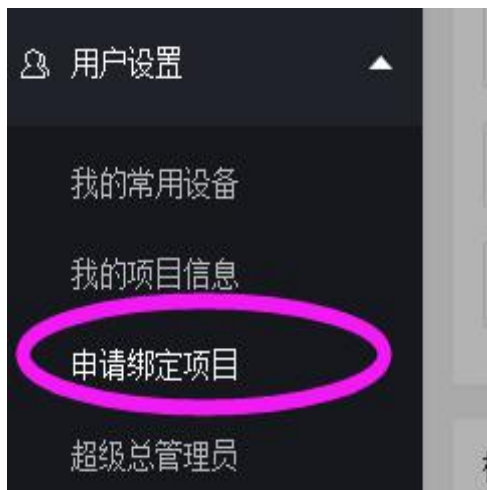 用户设置
我的常用设备
我的项目信息
申请绑定项目
超级总管理员